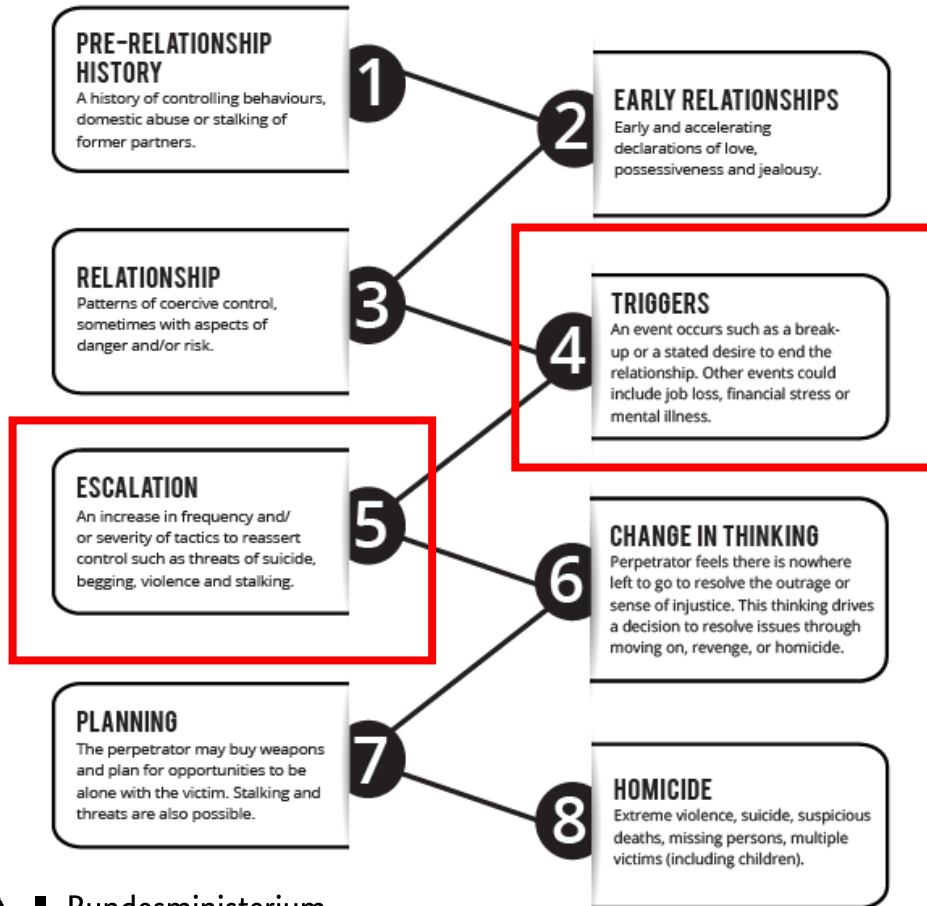 PRE-RELATIONSHIP
HISTORY
A history of controlling behaviours,
domestic abuse or stalking of
former partners.
1
2
EARLY RELATIONSHIPS
Early and accelerating
declarations of love,
possessiveness and jealousy.
RELATIONSHIP
Patterns of coercive control,
sometimes with aspects of
danger and/or risk.
3
4
TRIGGERS
An event occurs such as a break-
up or a stated desire to end the
relationship. Other events could
include job loss, financial stress or
mental illness.
ESCALATION
An increase in frequency and/
or severity of tactics to reassert
control such as threats of suicide,
begging, violence and stalking.
5
6
CHANGE IN THINKING
Perpetrator feels there is nowhere
left to go to resolve the outrage or
sense of injustice. This thinking drives
a decision to resolve issues through
moving on, revenge, or homicide.
PLANNING
The perpetrator may buy weapons
and plan for opportunities to be
alone with the victim. Stalking and
threats are also possible.
7
8
HOMICIDE
Extreme violence, suicide, suspicious
deaths, missing persons, multiple
victims (including children).
Bundesministerium